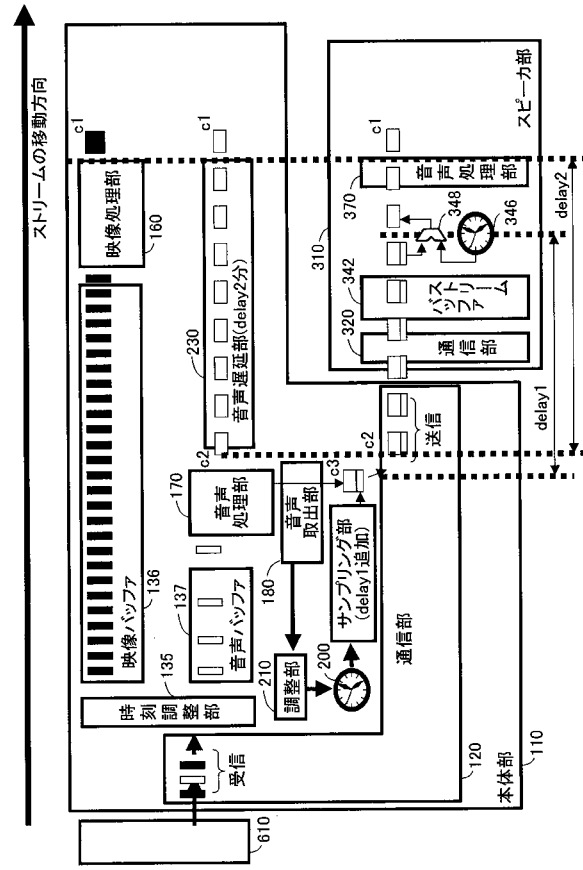 ストリームの移動方向
610
受信
時刻調整部
135
映像バッファ
136
映像処理部
160
c1
音声バッファ
137
音声処理部
170
c2
音声遅延部(delay2分)
230
c1
音声取出部
180
調整部
210
200
サンプリング部
(delay1追加)
c3
c2
送信
通信部
120
本体部
110
通信部
320
ストリームバッファ
342
310
348
346
音声処理部
370
スピーカ部
delay1
delay2